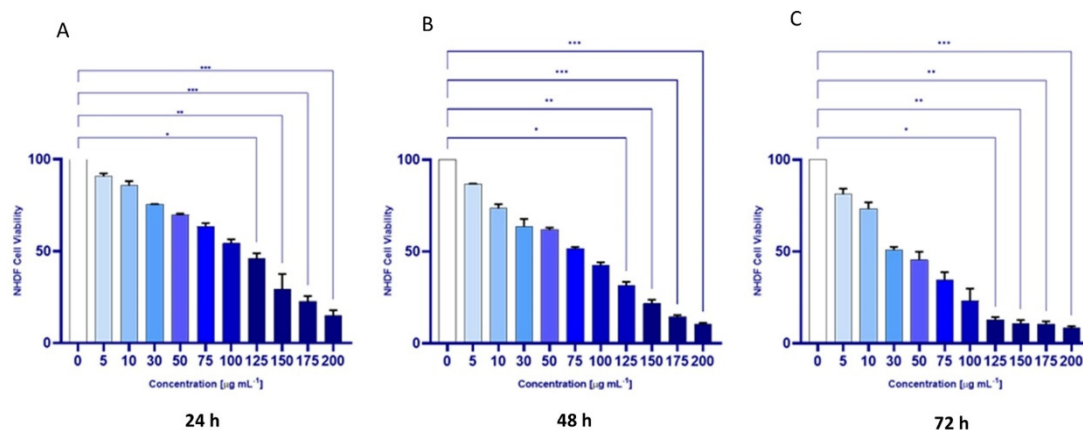 A
***
***
**
*
100
50
0
NHDF Cell Viability
0 5 10 30 50 75 100 125 150 175 200
Concentration [µg mL⁻¹]
24 h
B
***
***
**
*
100
50
0
NHDF Cell Viability
0 5 10 30 50 75 100 125 150 175 200
Concentration [µg mL⁻¹]
48 h
C
***
**
**
*
100
50
0
NHDF Cell Viability
0 5 10 30 50 75 100 125 150 175 200
Concentration [µg mL⁻¹]
72 h